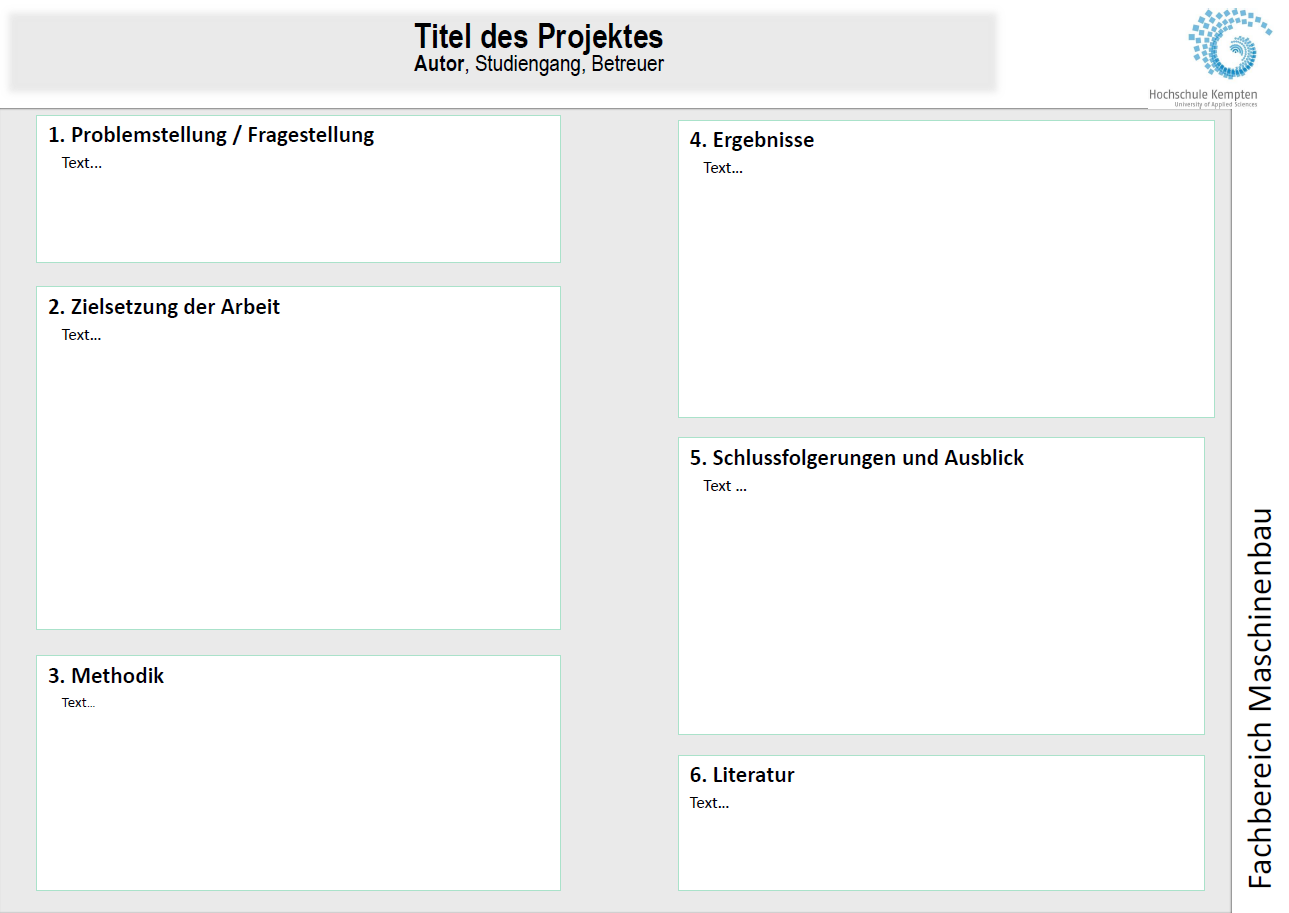 Titel des Projektes
Autor, Studiengang, Betreuer
Hochschule Kempten
University of Applied Sciences
1. Problemstellung / Fragestellung
Text...
2. Zielsetzung der Arbeit
Text...
3. Methodik
Text...
4. Ergebnisse
Text...
5. Schlussfolgerungen und Ausblick
Text ...
6. Literatur
Text...
Fachbereich Maschinenbau